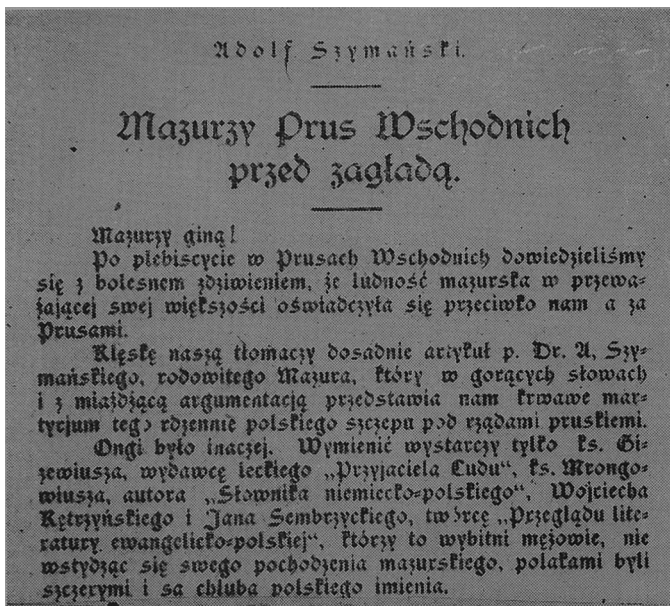 Adolf Szymański.
Mazurzy Prus Wschodnich
przed zagładą.
Mazurzy giną!
Po plebiscycie w Prusach Wschodnich dowiedzieliśmy
się z bolesnem zdziwieniem, że ludność mazurska w przewa-
żającej swej większości oświadczyła się przeciwko nam a za
Prusami.
Klęskę naszą tłomaczy dosadnie artykuł p. Dr. A. Szy-
mańskiego, rodowitego Mazura, który w gorących słowach
i z miażdżącą argumentacją przedstawia nam krwawe mar-
tyrjum tego rdzennie polskiego szczepu pod rządami pruskiemi.
Ongi było inaczej. Wymienić wystarczy tylko ks. Gi-
zewiusza, wydawcę leckiego „Przyjaciela Ludu“, ks. Mrongo-
wiusza, autora „Słownika niemiecko-polskiego“, Wojciecha
Kętrzyńskiego i Jana Sembrzyckiego, twórcę „Przeglądu lite-
ratury ewangelicko-polskiej“, którzy to wybitni mężowie, nie
wstydząc się swego pochodzenia mazurskiego, polakami byli
szczerymi i są chlubą polskiego imienia.